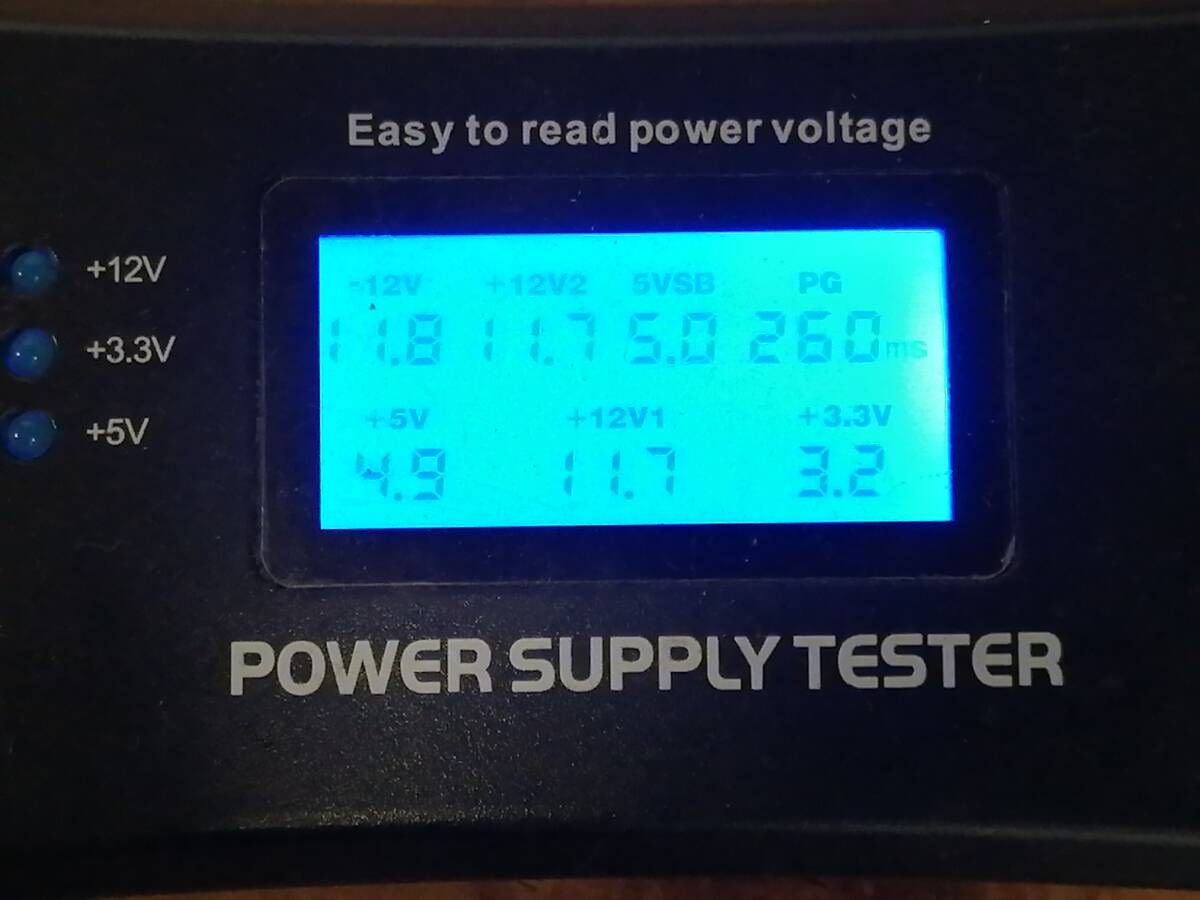 Easy to read power voltage
+12V
+3.3V
+5V
-12V +12V2 5VSB PG
11.8 11.7 5.0 260ms
+5V +12V1 +3.3V
4.9 11.7 3.2
POWER SUPPLY TESTER